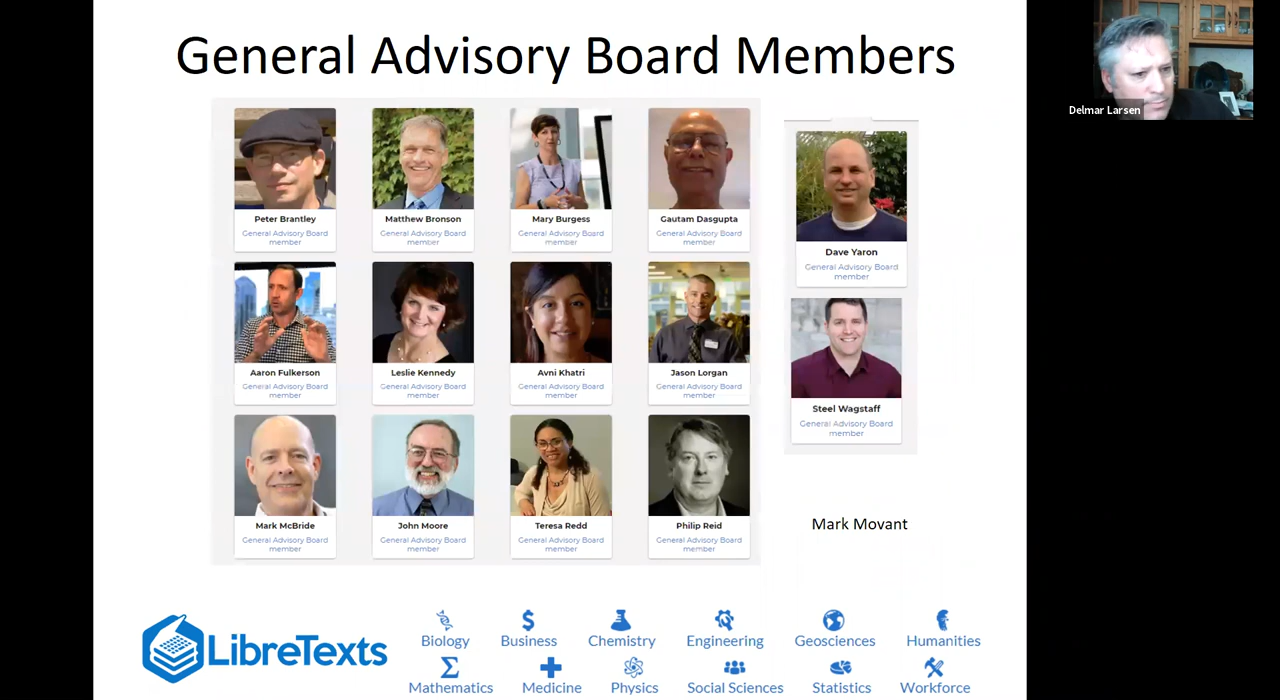 General Advisory Board Members
Delmar Larsen
Peter Brantley
General Advisory Board
member
Matthew Bronson
General Advisory Board
member
Mary Burgess
General Advisory Board
member
Gautam Dasgupta
General Advisory Board
member
Dave Yaron
General Advisory Board
member
Aaron Fulkerson
General Advisory Board
member
Leslie Kennedy
General Advisory Board
member
Avni Khatri
General Advisory Board
member
Jason Lorgan
General Advisory Board
member
Steel Wagstaff
General Advisory Board
member
Mark McBride
General Advisory Board
member
John Moore
General Advisory Board
member
Teresa Redd
General Advisory Board
member
Philip Reid
General Advisory Board
member
Mark Movant
LibreTexts
Biology Business Chemistry Engineering Geosciences Humanities
Mathematics Medicine Physics Social Sciences Statistics Workforce